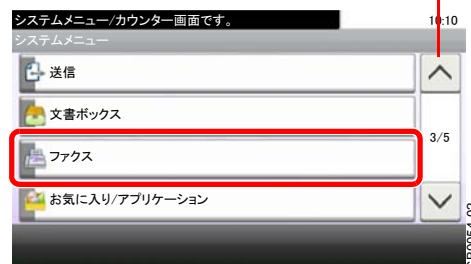 システムメニュー/カウンター画面です。
10:10
システムメニュー
送信
文書ボックス
3/5
ファクス
お気に入り/アプリケーション